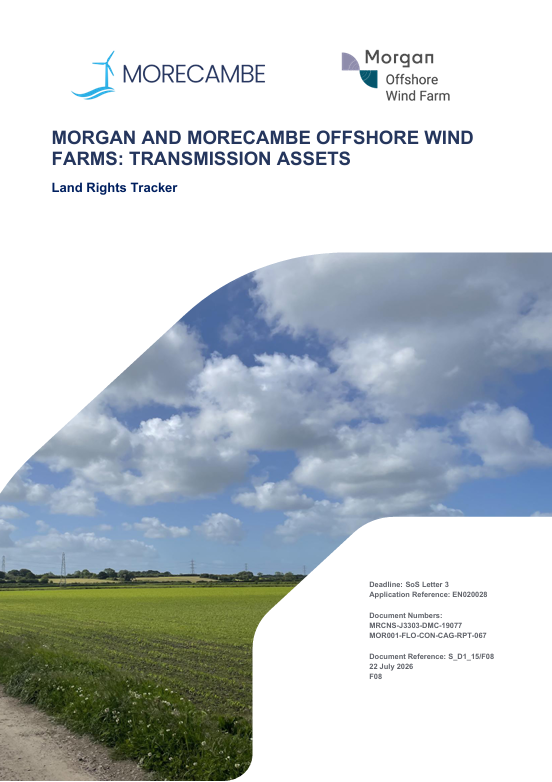 MORECAMBE
Morgan
Offshore
Wind Farm
MORGAN AND MORECAMBE OFFSHORE WIND
FARMS: TRANSMISSION ASSETS
Land Rights Tracker
Deadline: SoS Letter 3
Application Reference: EN020028
Document Numbers:
MRCNS-J3303-DMC-19077
MOR001-FLO-CON-CAG-RPT-067
Document Reference: S_D1_15/F08
22 July 2026
F08